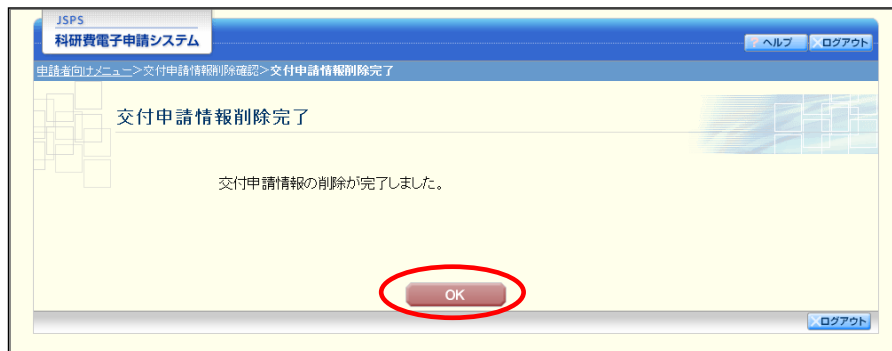 JSPS
科研費電子申請システム
ヘルプ
ログアウト
申請者向けメニュー>交付申請情報削除確認>交付申請情報削除完了
交付申請情報削除完了
交付申請情報の削除が完了しました。
OK
ログアウト